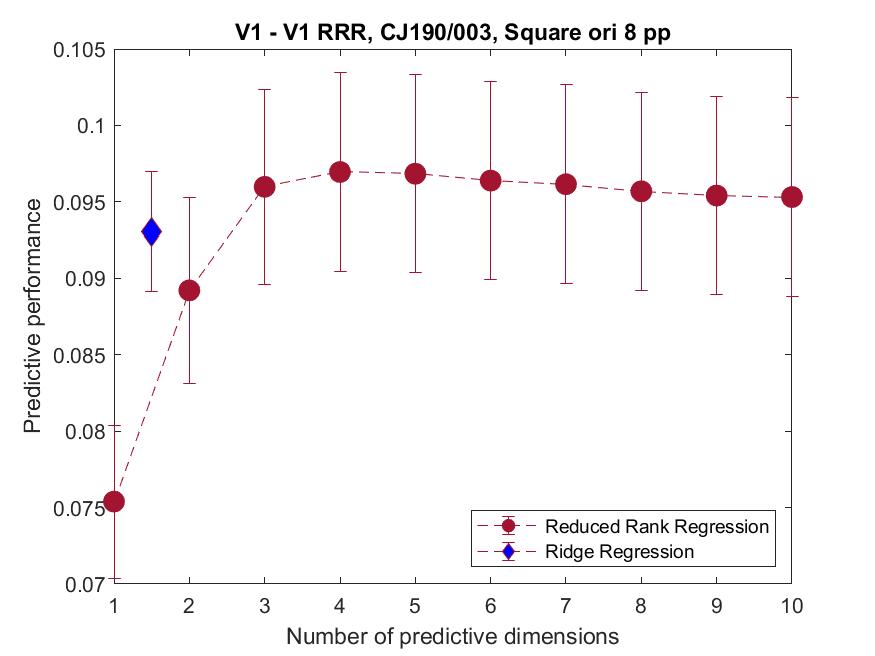 V1 - V1 RRR, CJ190/003, Square ori 8 pp
0.105
0.1
0.095
0.09
0.085
0.08
0.075
0.07
Predictive performance
1 2 3 4 5 6 7 8 9 10
Number of predictive dimensions
Reduced Rank Regression
Ridge Regression